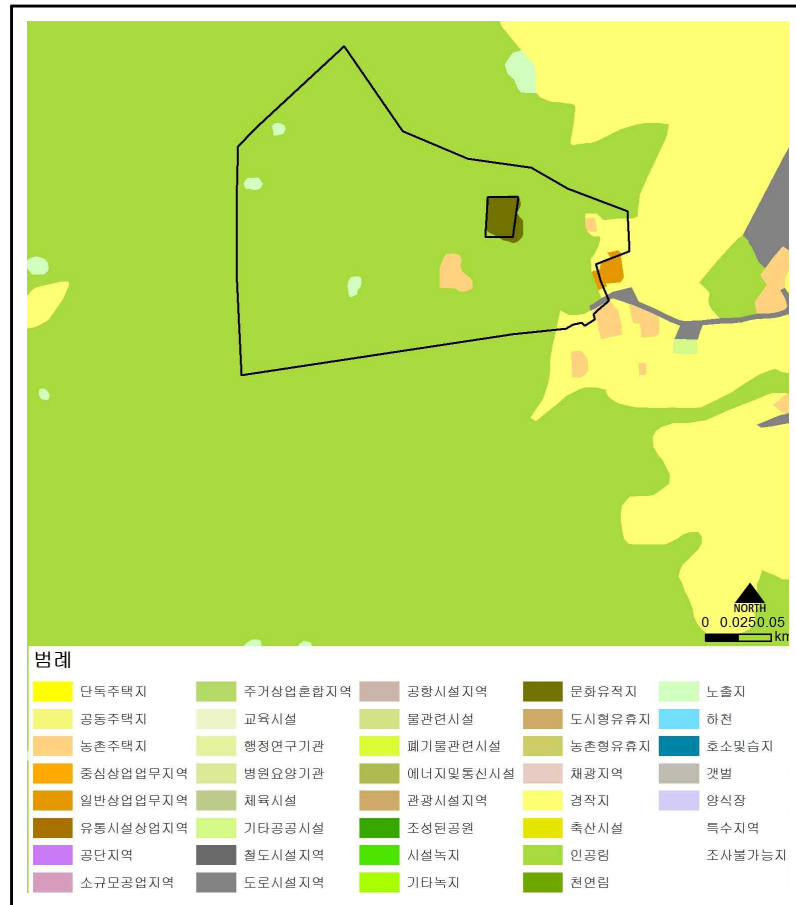 NORTH
0 0.0250.05
km
범례
단독주택지 주거상업혼합지역 공항시설지역 문화유적지 노출지
공동주택지 교육시설 물관련시설 도시형유휴지 하천
농촌주택지 행정연구기관 폐기물관련시설 농촌형유휴지 호소및습지
중심상업업무지역 병원요양기관 에너지및통신시설 채광지역 갯벌
일반상업업무지역 체육시설 관광시설지역 경작지 양식장
유통시설상업지역 기타공공시설 조성된공원 축산시설 특수지역
공단지역 철도시설지역 시설녹지 인공림 조사불가능지
소규모공업지역 도로시설지역 기타녹지 천연림